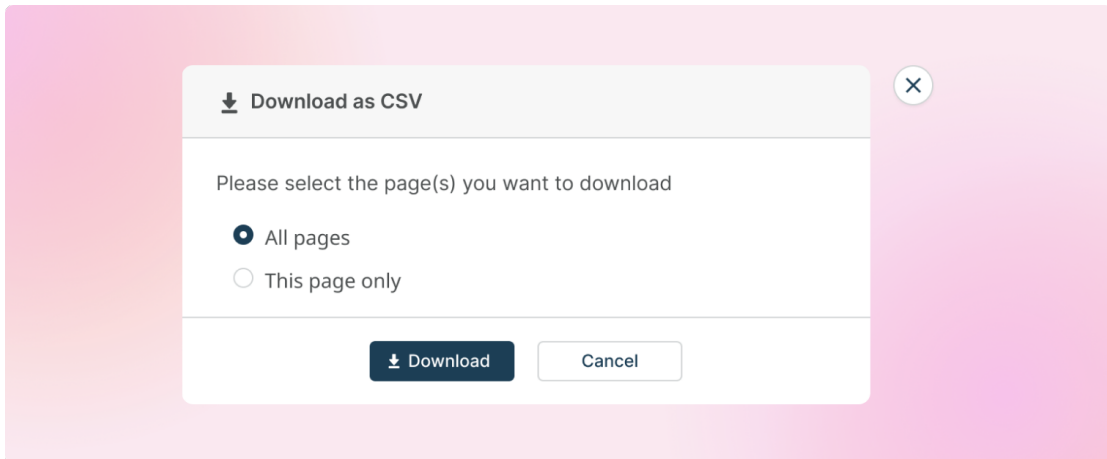 Download as CSV
Please select the page(s) you want to download
All pages
This page only
Download
Cancel